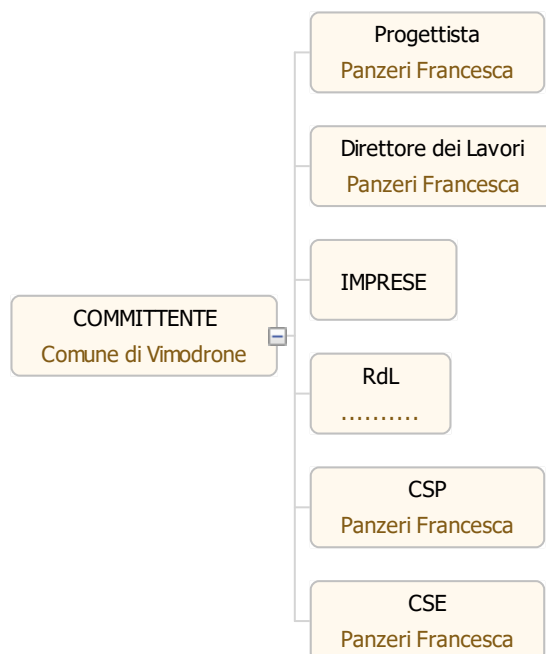 Progettista
Panzeri Francesca
Direttore dei Lavori
Panzeri Francesca
IMPRESE
COMMITTENTE
Comune di Vimodrone
RdL
..........
CSP
Panzeri Francesca
CSE
Panzeri Francesca